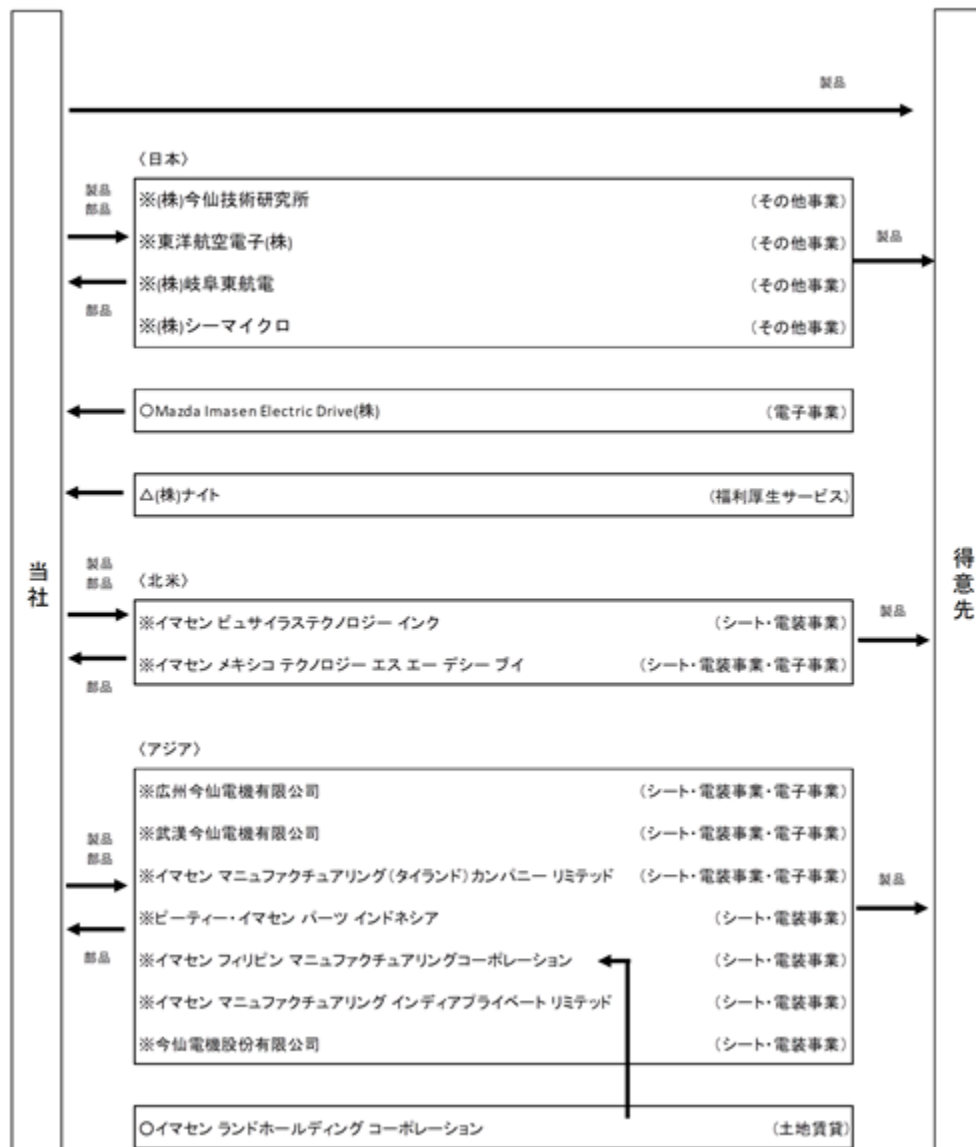 製品
〈日本〉
製品
部品
※(株)今仙技術研究所 (その他事業)
※東洋航空電子(株) (その他事業)
製品
※(株)岐阜東航電 (その他事業)
部品
※(株)シーマイクロ (その他事業)
○Mazda Imasen Electric Drive(株) (電子事業)
△(株)ナイト (福利厚生サービス)
当社
得意先
製品
部品
〈北米〉
※イマセン ビュサイラステクノロジー インク (シート・電装事業)
製品
※イマセン メキシコ テクノロジー エス エー デシー ブイ (シート・電装事業・電子事業)
部品
〈アジア〉
※広州今仙電機有限公司 (シート・電装事業・電子事業)
※武漢今仙電機有限公司 (シート・電装事業・電子事業)
製品
部品
※イマセン マニュファクチュアリング(タイランド)カンパニー リミテッド (シート・電装事業・電子事業)
製品
※ピーティー・イマセン パーツ インドネシア (シート・電装事業)
部品
※イマセン フィリピン マニュファクチュアリングコーポレーション (シート・電装事業)
※イマセン マニュファクチュアリング インディアプライベート リミテッド (シート・電装事業)
※今仙電機股份有限公司 (シート・電装事業)
○イマセン ランドホールディング コーポレーション (土地賃貸)